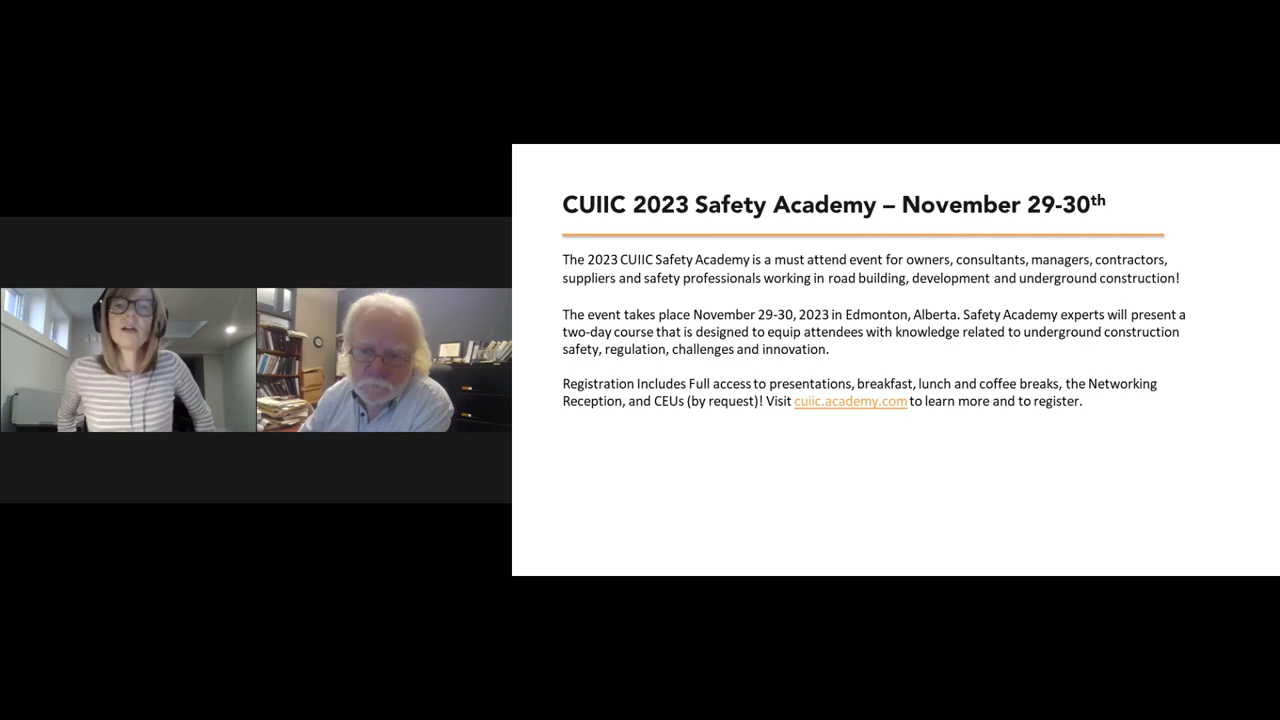 CUIIC 2023 Safety Academy – November 29-30th
The 2023 CUIIC Safety Academy is a must attend event for owners, consultants, managers, contractors,
suppliers and safety professionals working in road building, development and underground construction!
The event takes place November 29-30, 2023 in Edmonton, Alberta. Safety Academy experts will present a
two-day course that is designed to equip attendees with knowledge related to underground construction
safety, regulation, challenges and innovation.
Registration Includes Full access to presentations, breakfast, lunch and coffee breaks, the Networking
Reception, and CEUs (by request)! Visit cuiic.academy.com to learn more and to register.